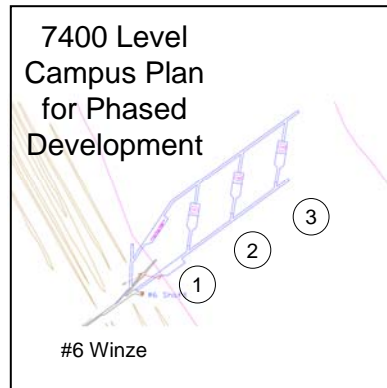 7400 Level
Campus Plan
for Phased
Development
3
2
1
#6 Winze